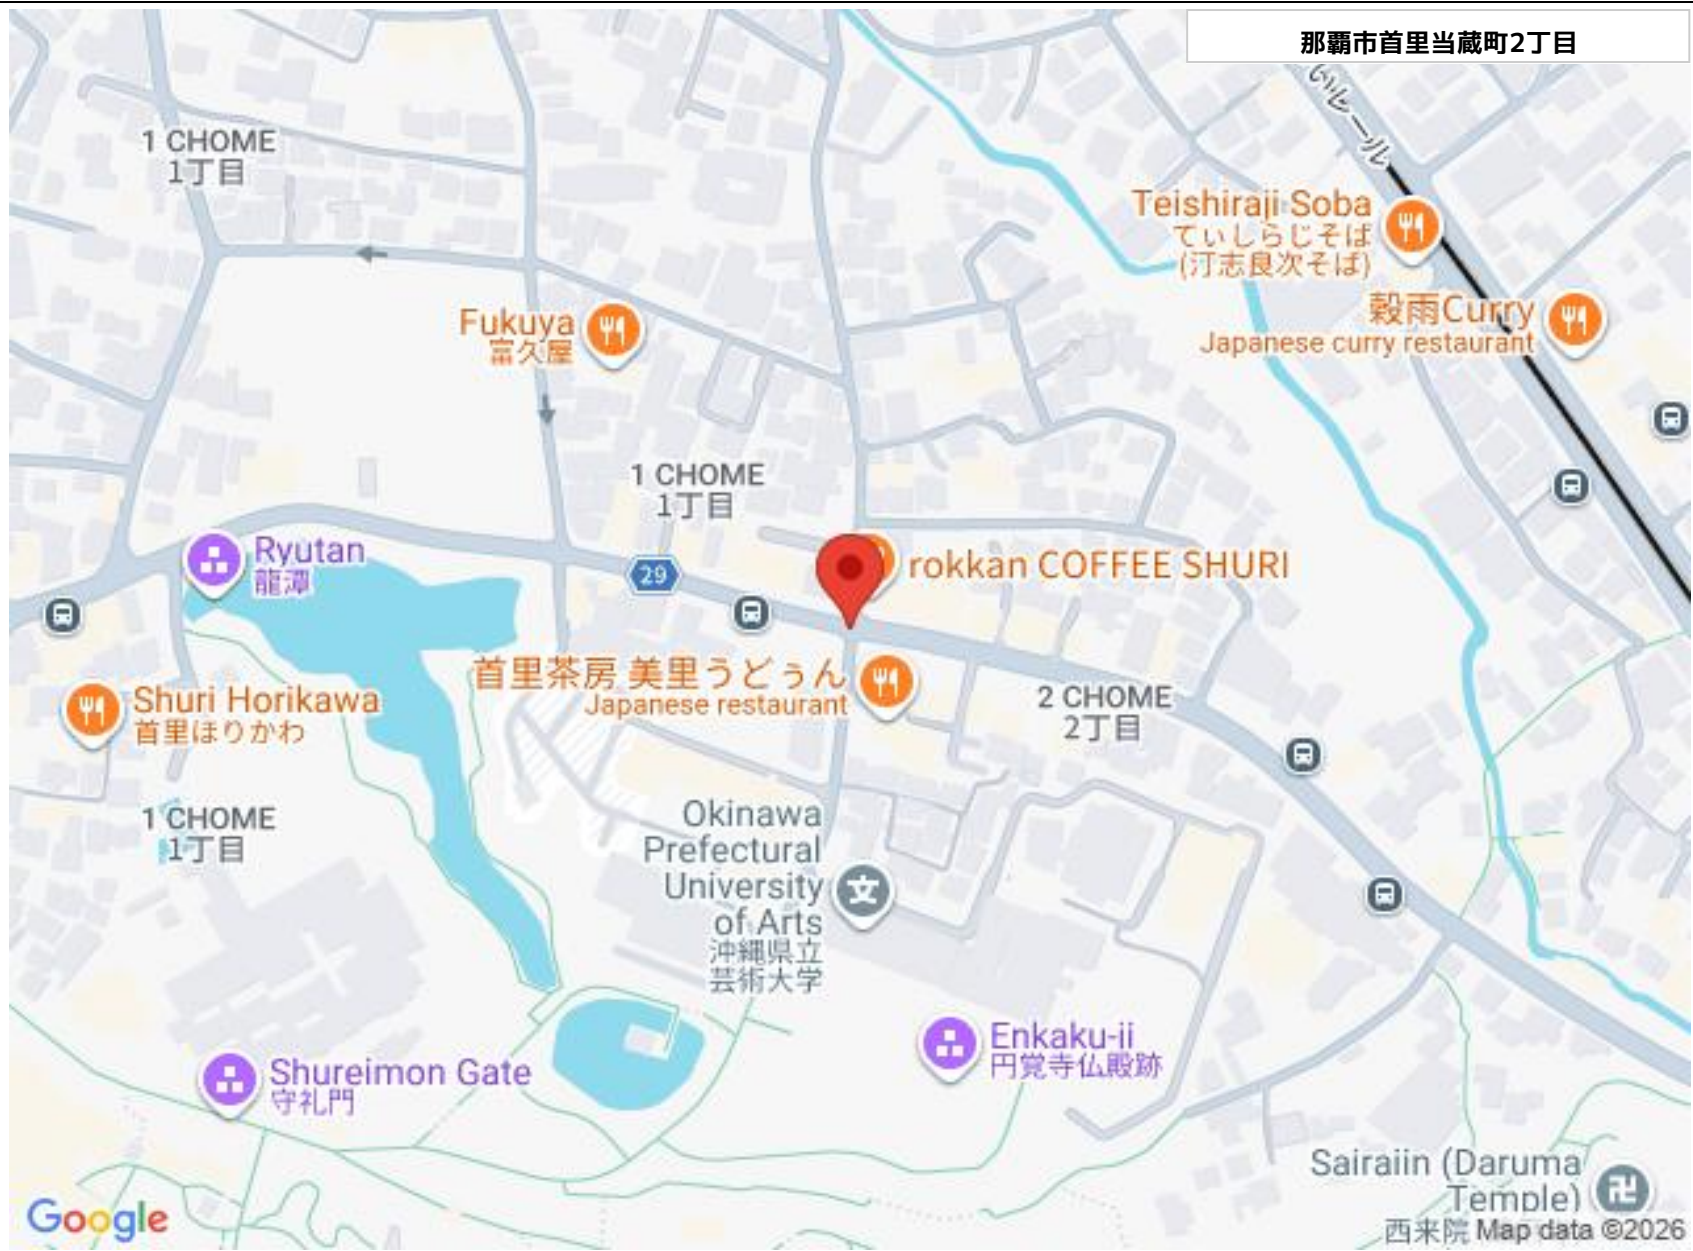 那覇市首里当蔵町2丁目
いレール
1 CHOME
1丁目
Teishiraji Soba
てぃしらじそば
(汀志良次そば)
穀雨Curry
Japanese curry restaurant
Fukuya
富久屋
1 CHOME
1丁目
Ryutan
龍潭
29
rokkan COFFEE SHURI
首里茶房 美里うどぅん
Japanese restaurant
Shuri Horikawa
首里ほりかわ
2 CHOME
2丁目
1 CHOME
1丁目
Okinawa
Prefectural
University
of Arts
沖縄県立
芸術大学
文
Enkaku-ji
円覚寺仏殿跡
Shureimon Gate
守礼門
Sairaiin (Daruma
Temple)
西来院
Google
Map data ©2026